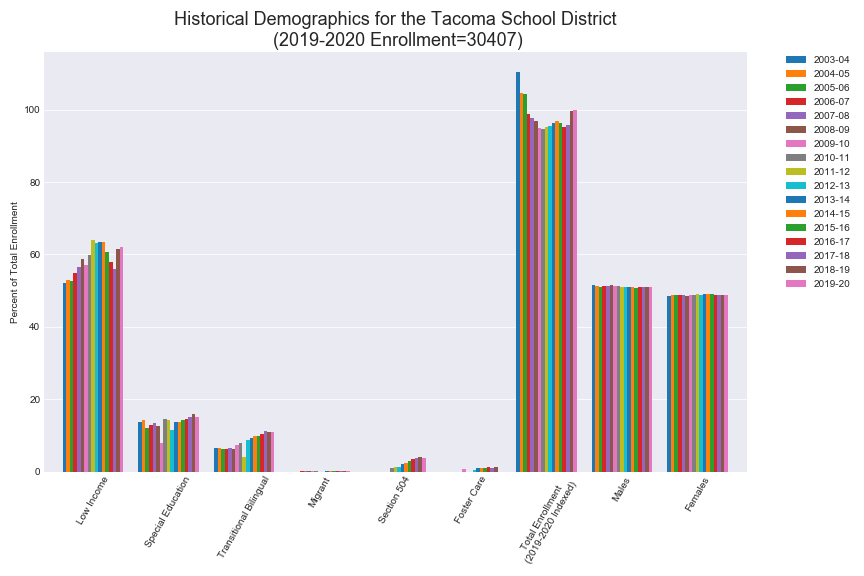 Historical Demographics for the Tacoma School District
(2019-2020 Enrollment=30407)
Percent of Total Enrollment
100
80
60
40
20
0
Low Income
Special Education
Transitional Bilingual
Migrant
Section 504
Foster Care
Total Enrollment
(2019-2020 Indexed)
Males
Females
2003-04
2004-05
2005-06
2006-07
2007-08
2008-09
2009-10
2010-11
2011-12
2012-13
2013-14
2014-15
2015-16
2016-17
2017-18
2018-19
2019-20